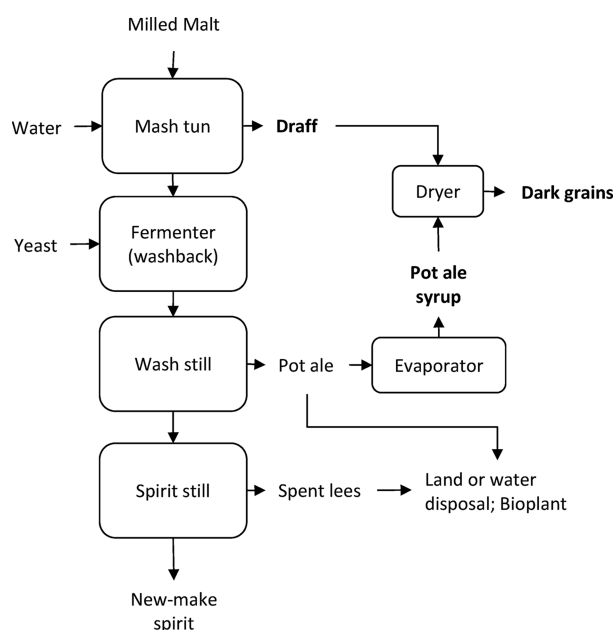 Milled Malt
Water
Mash tun
Draff
Dryer
Dark grains
Yeast
Fermenter
(washback)
Pot ale
syrup
Wash still
Pot ale
Evaporator
Spirit still
Spent lees
Land or water
disposal; Bioplant
New-make
spirit